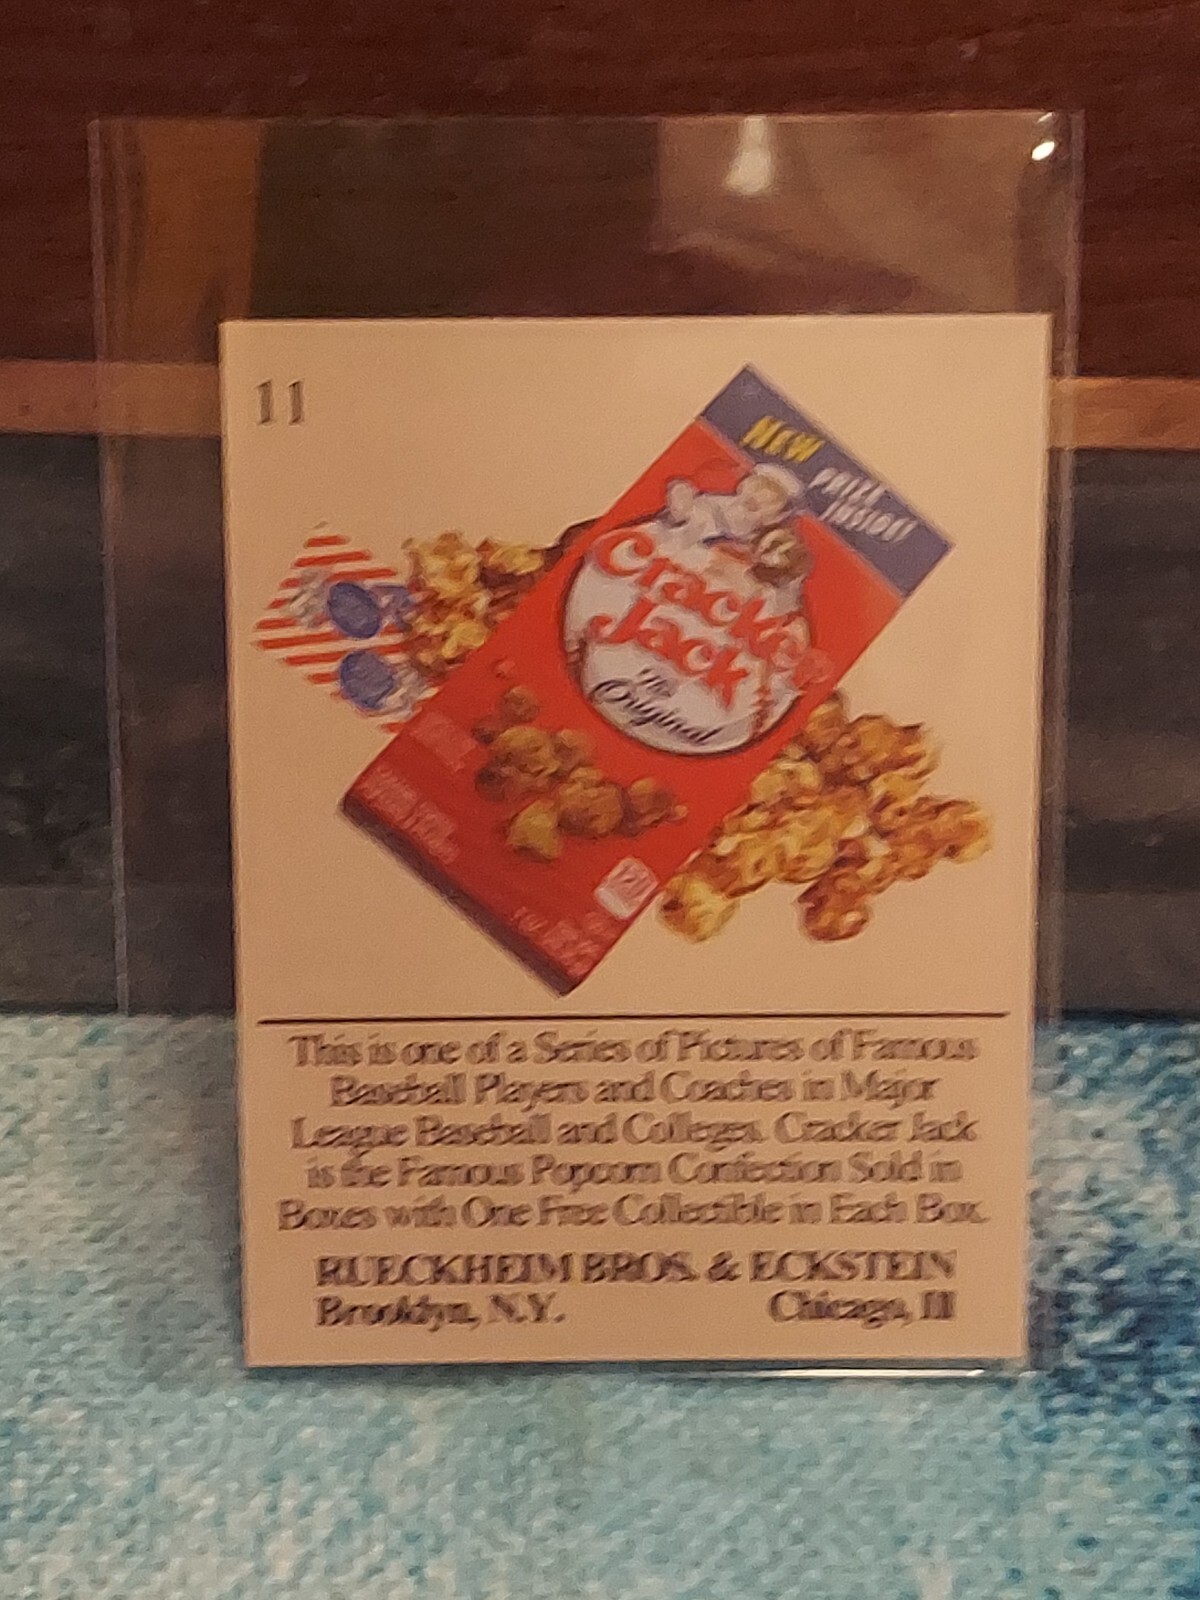 11
NEW
PRIZE
INSIDE!
Cracker
Jack
The
Original
120
This is one of a Series of Pictures of Famous
Baseball Players and Coaches in Major
League Baseball and Colleges. Cracker Jack
is the Famous Popcorn Confection Sold in
Boxes with One Free Collectible in Each Box.
RUECKHEIM BROS. & ECKSTEIN
Brooklyn, N.Y. Chicago, Ill